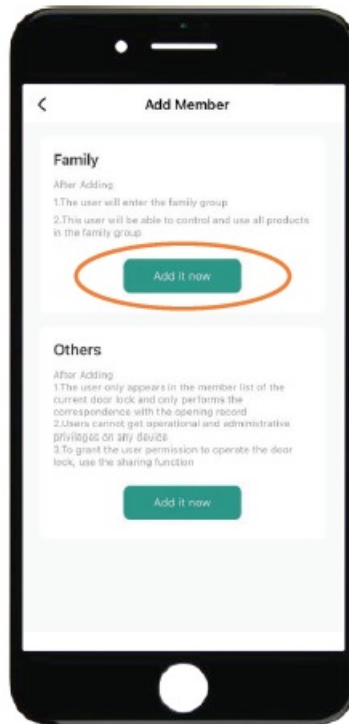 Add Member
Family
After Adding
1.The user will enter the family group
2.This user will be able to control and use all products
in the family group
Add it now
Others
After Adding
1.The user only appears in the member list of the
current door lock and only performs the
correspondence with the opening record
2.Users cannot get operational and administrative
privileges on any device
3.To grant the user permission to operate the door
lock, use the sharing function
Add it now